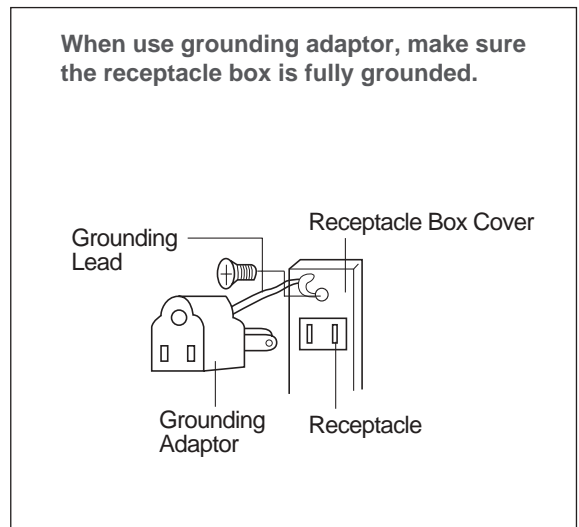 When use grounding adaptor, make sure
the receptacle box is fully grounded.
Receptacle Box Cover
Grounding
Lead
Grounding
Adaptor
Receptacle